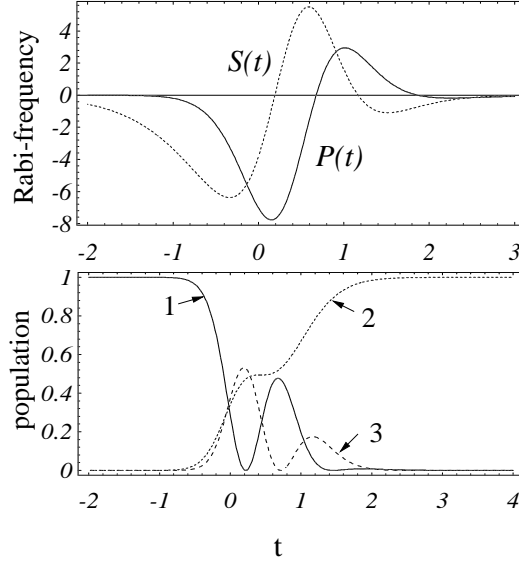 4
2
0
-2
-4
-6
-8
Rabi-frequency
S(t)
P(t)
-2 -1 0 1 2 3
1
0.8
0.6
0.4
0.2
0
population
1
2
3
-2 -1 0 1 2 3 4
t